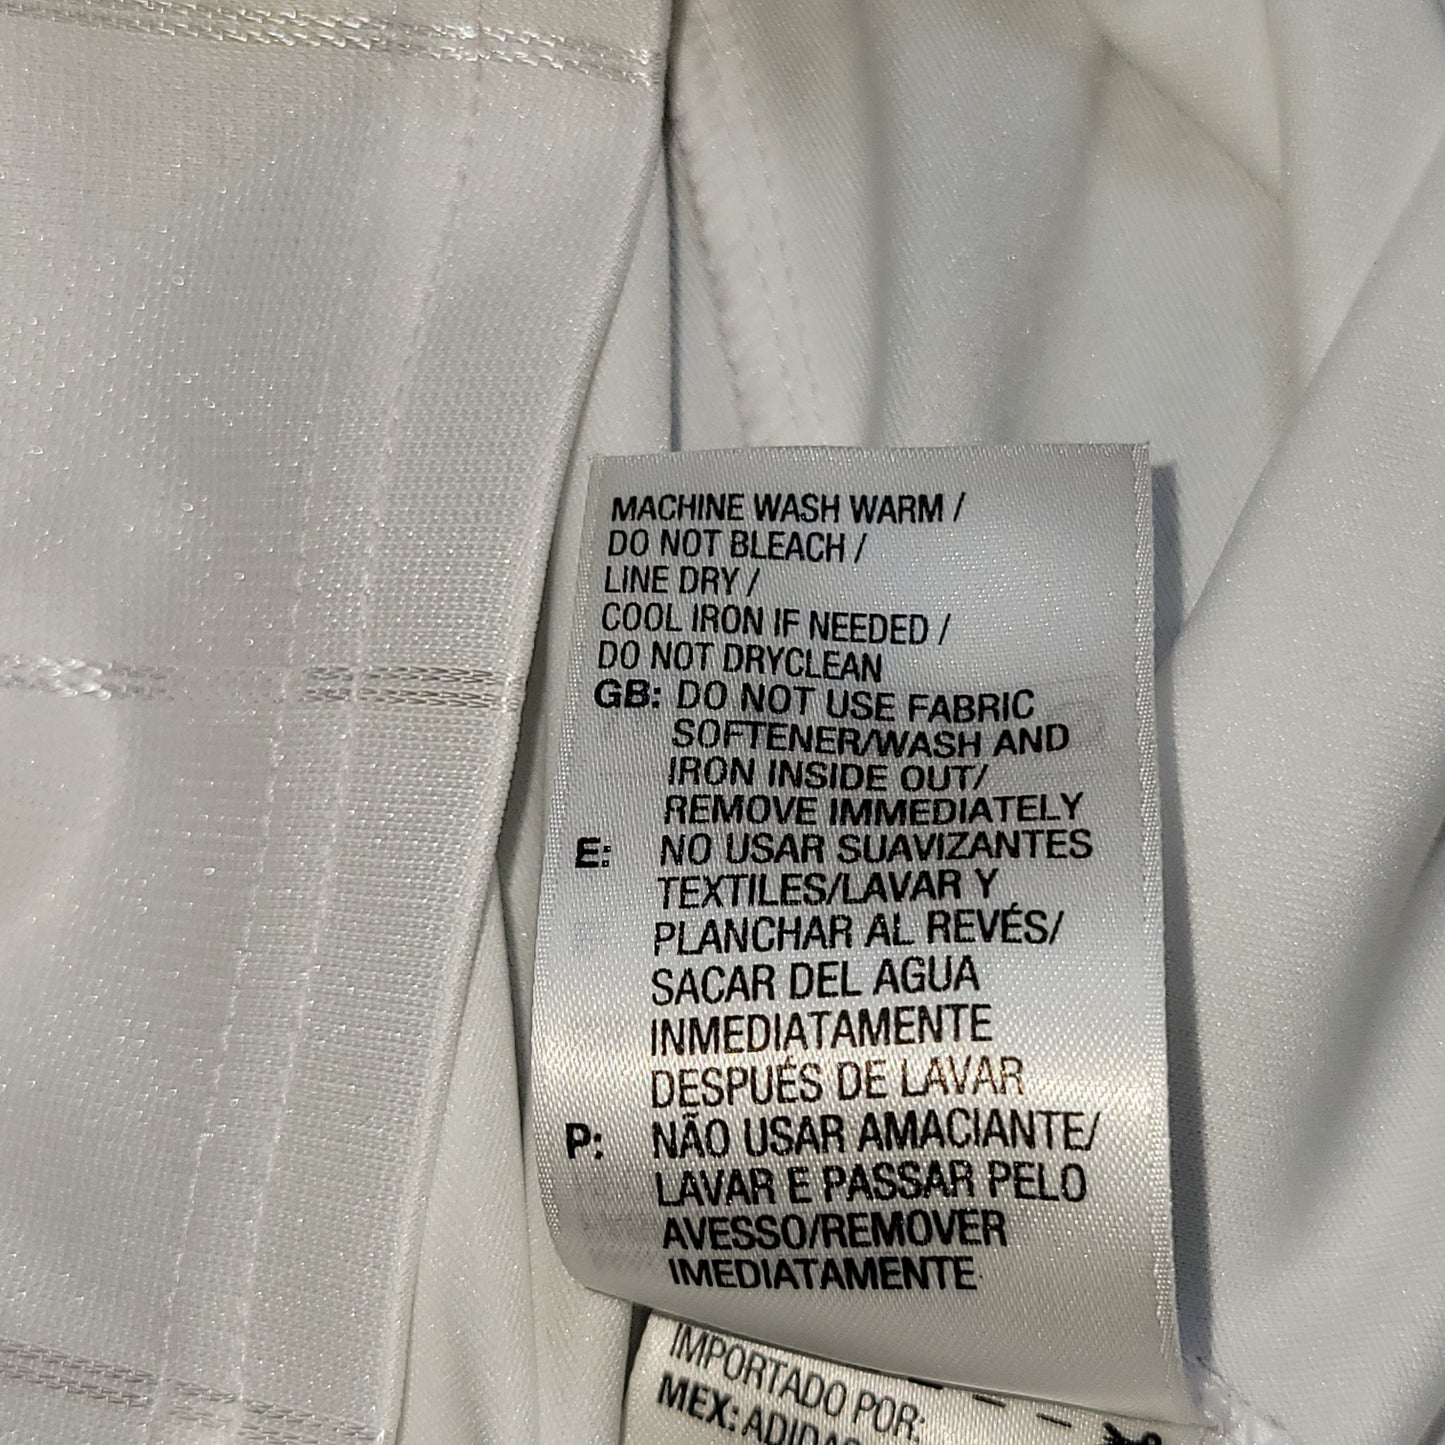 MACHINE WASH WARM /
DO NOT BLEACH /
LINE DRY /
COOL IRON IF NEEDED /
DO NOT DRYCLEAN
GB: DO NOT USE FABRIC
SOFTENER/WASH AND
IRON INSIDE OUT/
REMOVE IMMEDIATELY
E: NO USAR SUAVIZANTES
TEXTILES/LAVAR Y
PLANCHAR AL REVÉS/
SACAR DEL AGUA
INMEDIATAMENTE
DESPUÉS DE LAVAR
P: NÃO USAR AMACIANTE/
LAVAR E PASSAR PELO
AVESSO/REMOVER
IMEDIATAMENTE
IMPORTADO POR:
MEX: ADIDAS